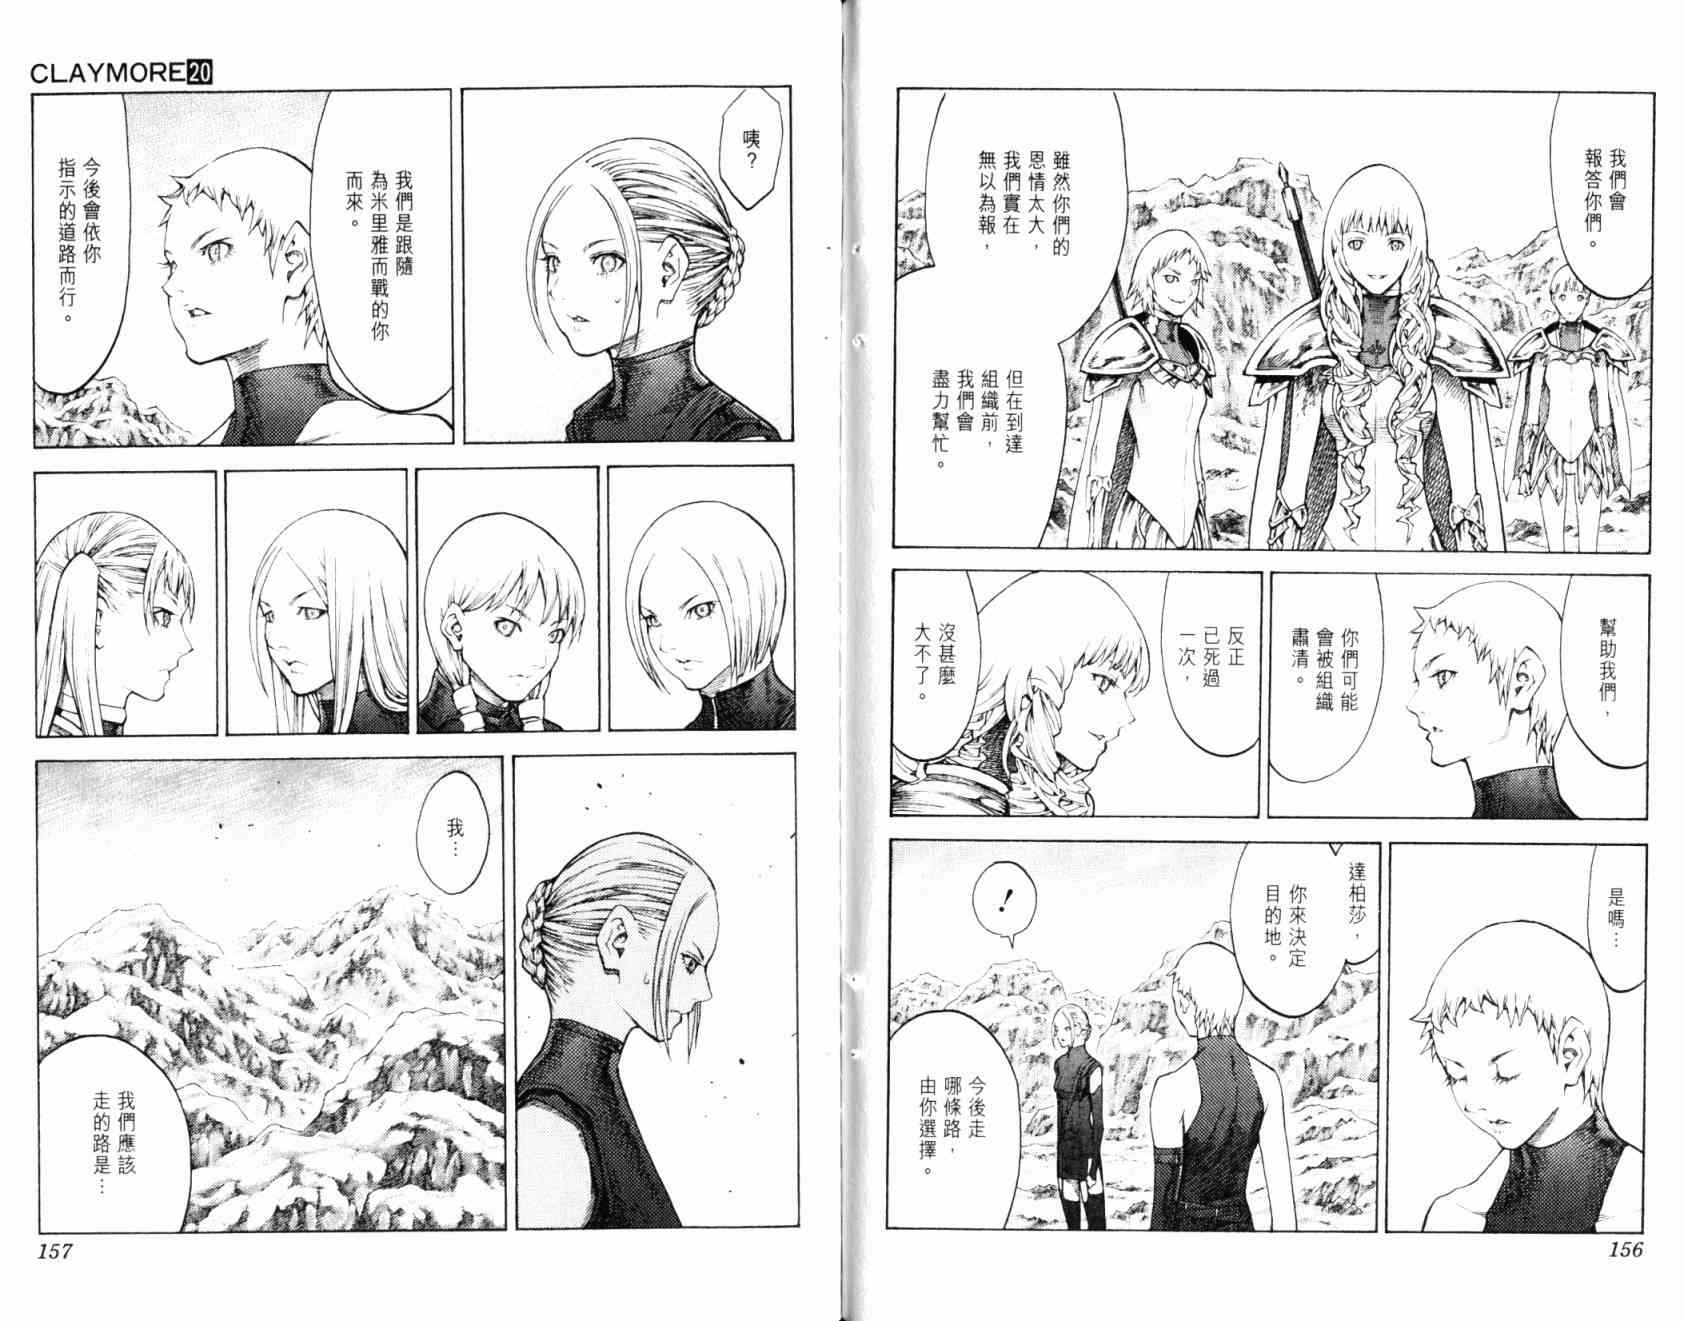 我們會
報答你們。
雖然你們的
恩情太大，
我們實在
無以為報，
但在到達
組織前，
我們會
盡力幫忙。
幫助我們，
你們可能
會被組織
肅清。
反正
已死過
一次，
沒甚麼
大不了。
是嗎…
達柏莎，
你來決定
目的地。
！
今後走
哪條路，
由你選擇。
156
CLAYMORE 20
咦？
我們是跟隨
為米里雅而戰的你
而來。
今後會依你
指示的道路而行。
我…
我們應該
走的路是…
157